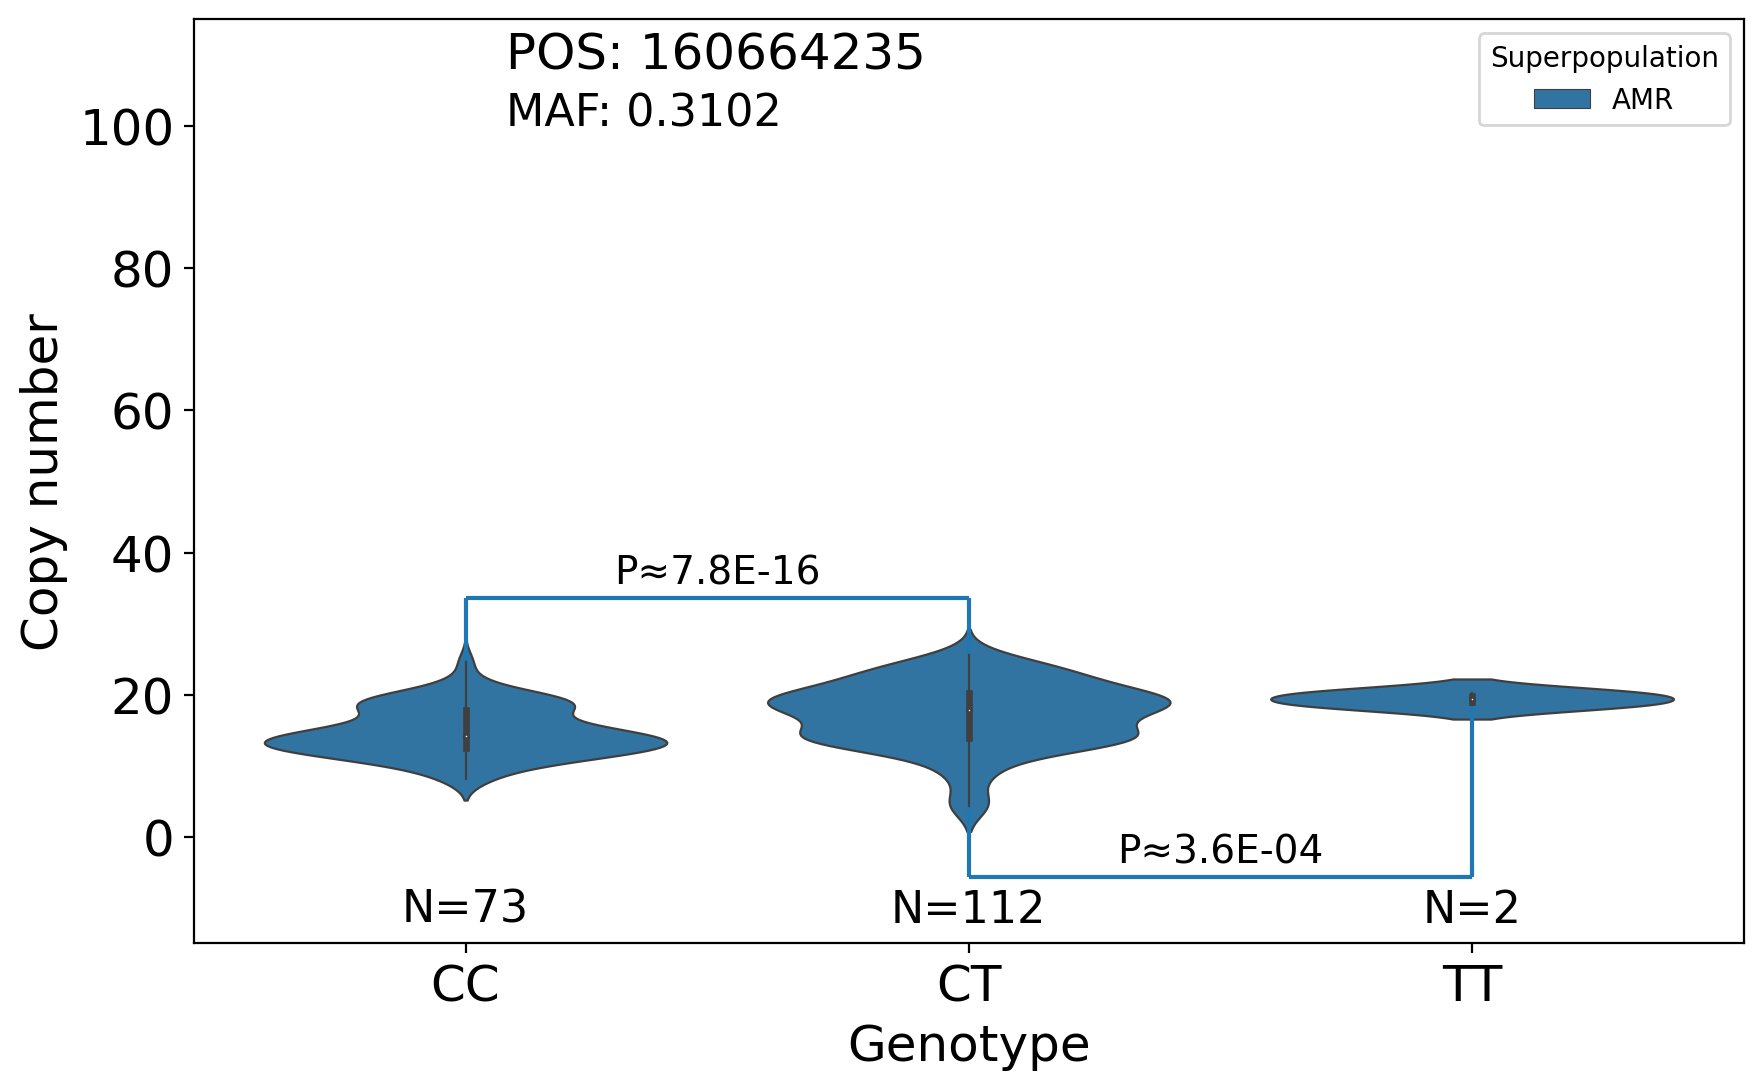 POS: 160664235
MAF: 0.3102
Superpopulation
AMR
100
80
60
40
20
0
Copy number
P≈7.8E-16
P≈3.6E-04
N=73
N=112
N=2
CC
CT
TT
Genotype